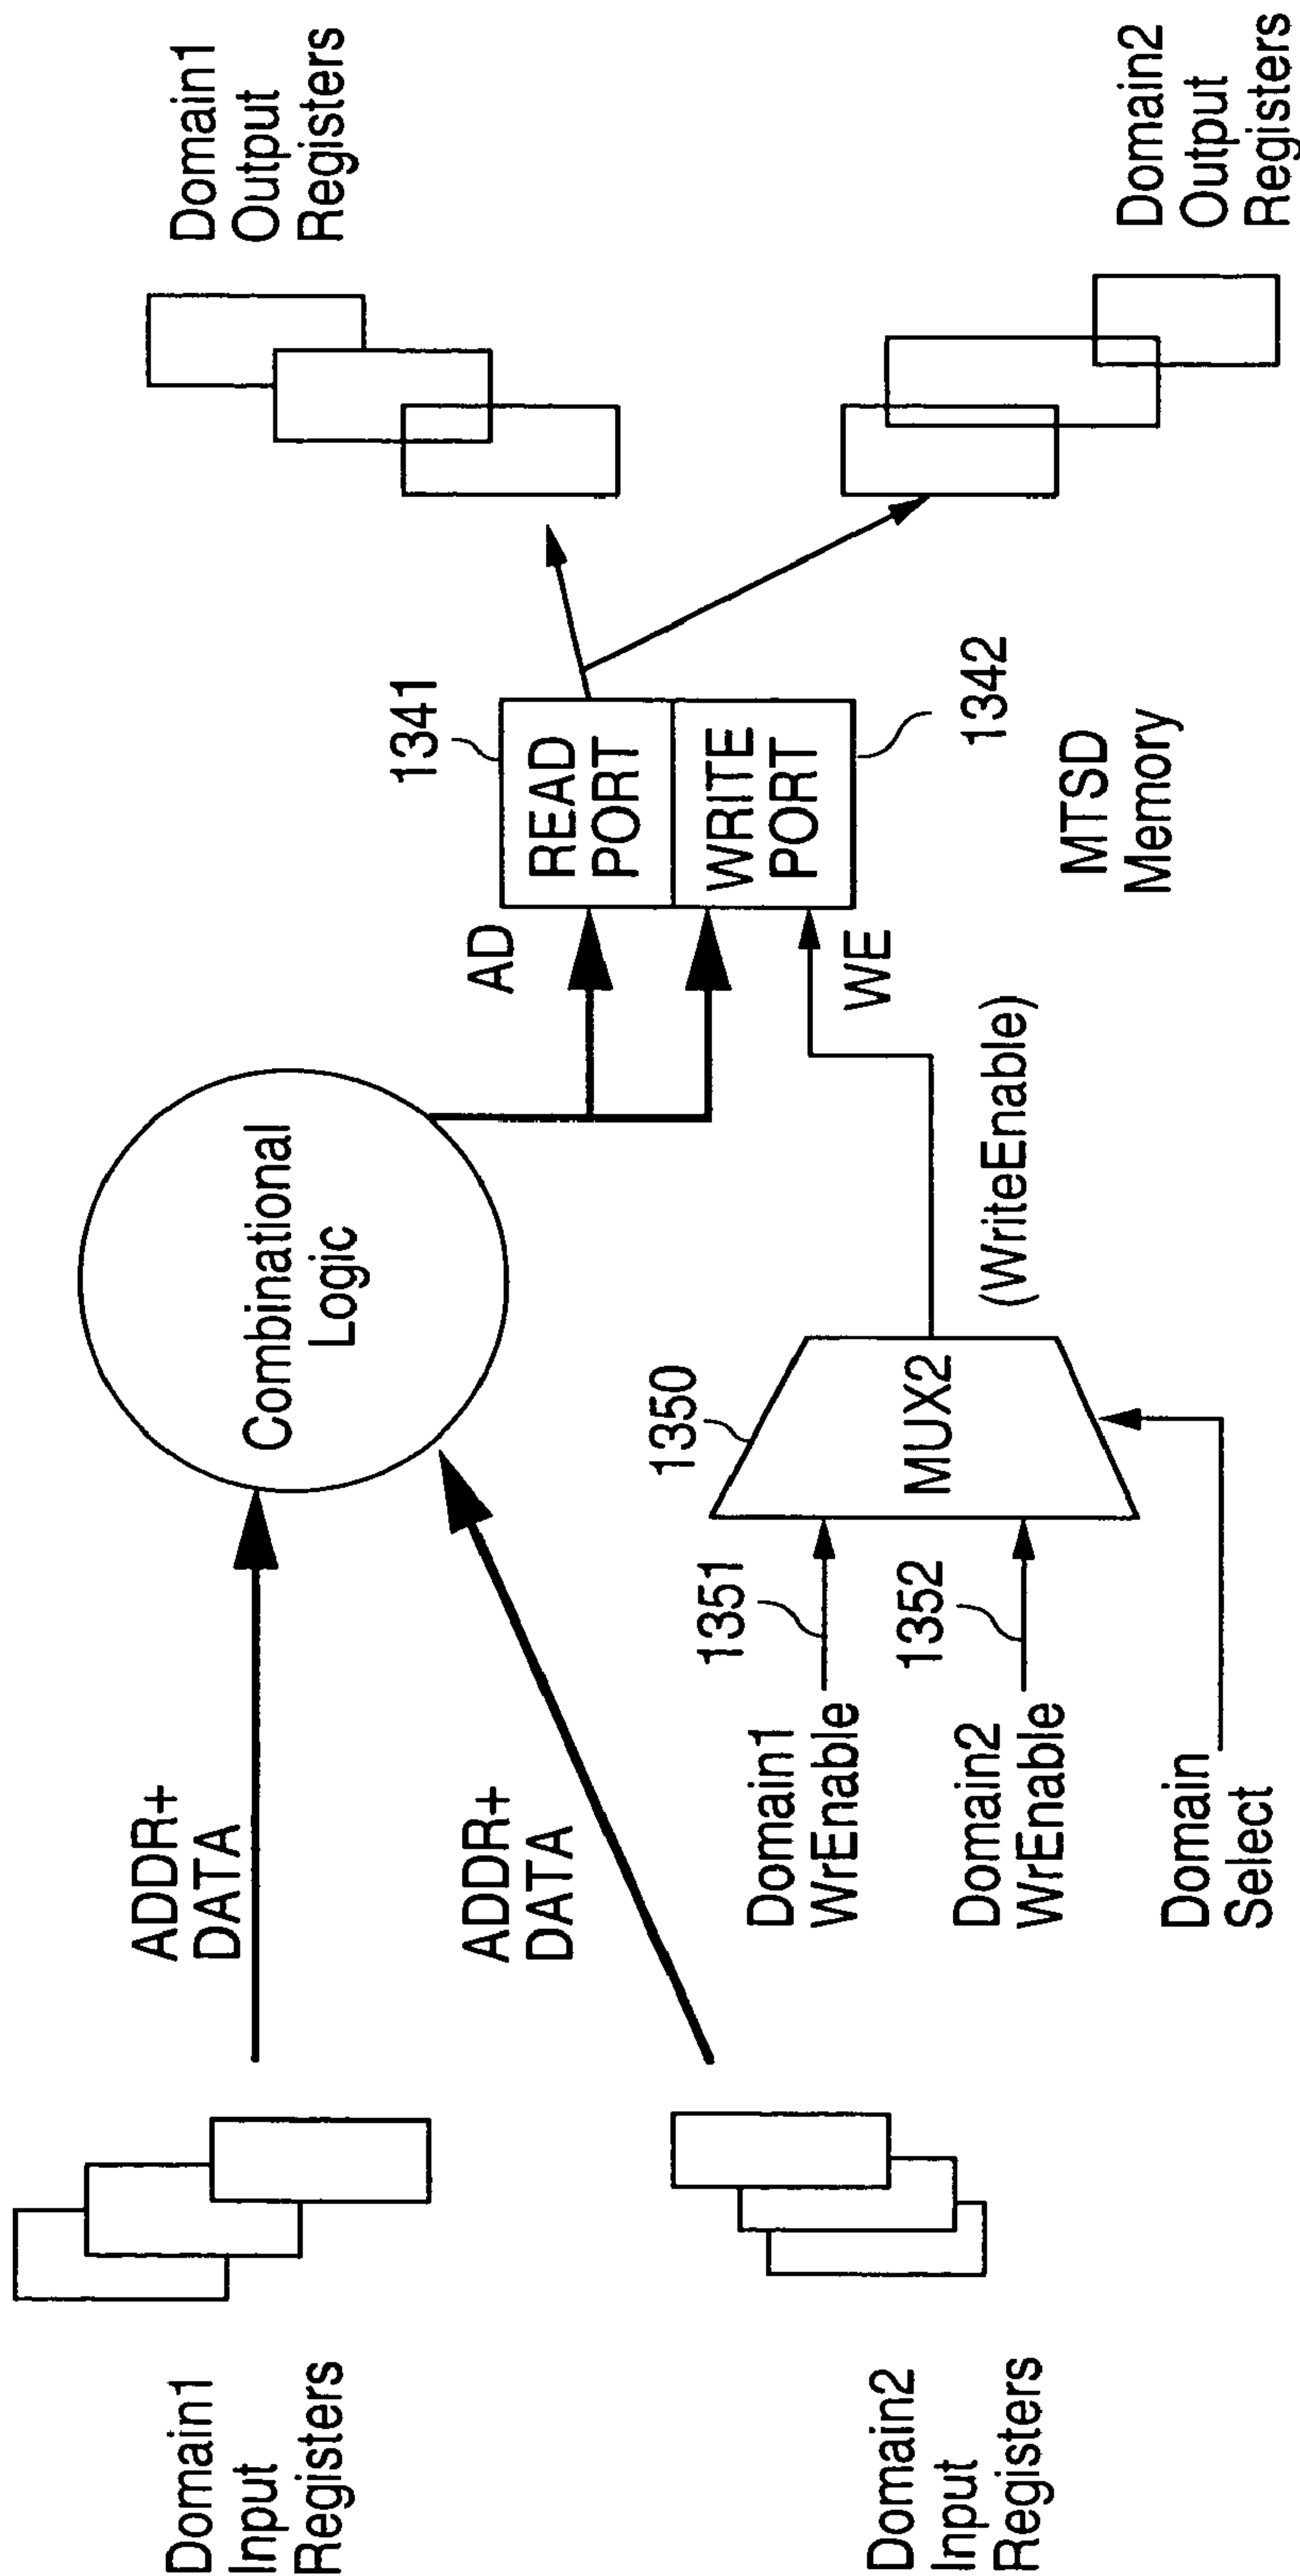 Domain1
Input
Registers
ADDR+
DATA
Combinational
Logic
Domain1
Output
Registers
Domain2
Input
Registers
ADDR+
DATA
AD
1341
READ
PORT
WRITE
PORT
1342
WE
MTSD
Memory
(WriteEnable)
1350
MUX2
1351
Domain1
WrEnable
1352
Domain2
WrEnable
Domain
Select
Domain2
Output
Registers